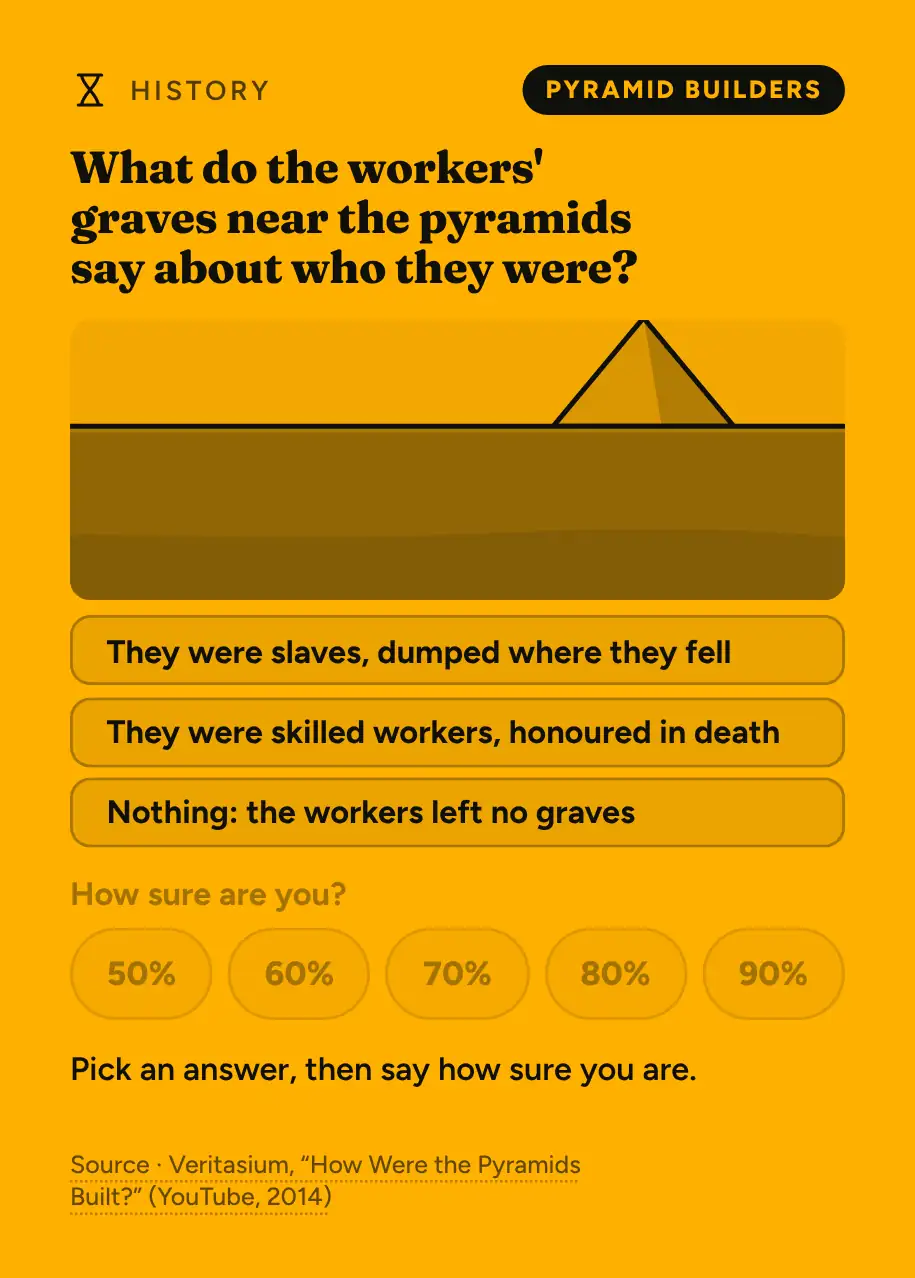 HISTORY
PYRAMID BUILDERS
What do the workers'
graves near the pyramids
say about who they were?
They were slaves, dumped where they fell
They were skilled workers, honoured in death
Nothing: the workers left no graves
How sure are you?
50%
60%
70%
80%
90%
Pick an answer, then say how sure you are.
Source · Veritasium, “How Were the Pyramids
Built?” (YouTube, 2014)